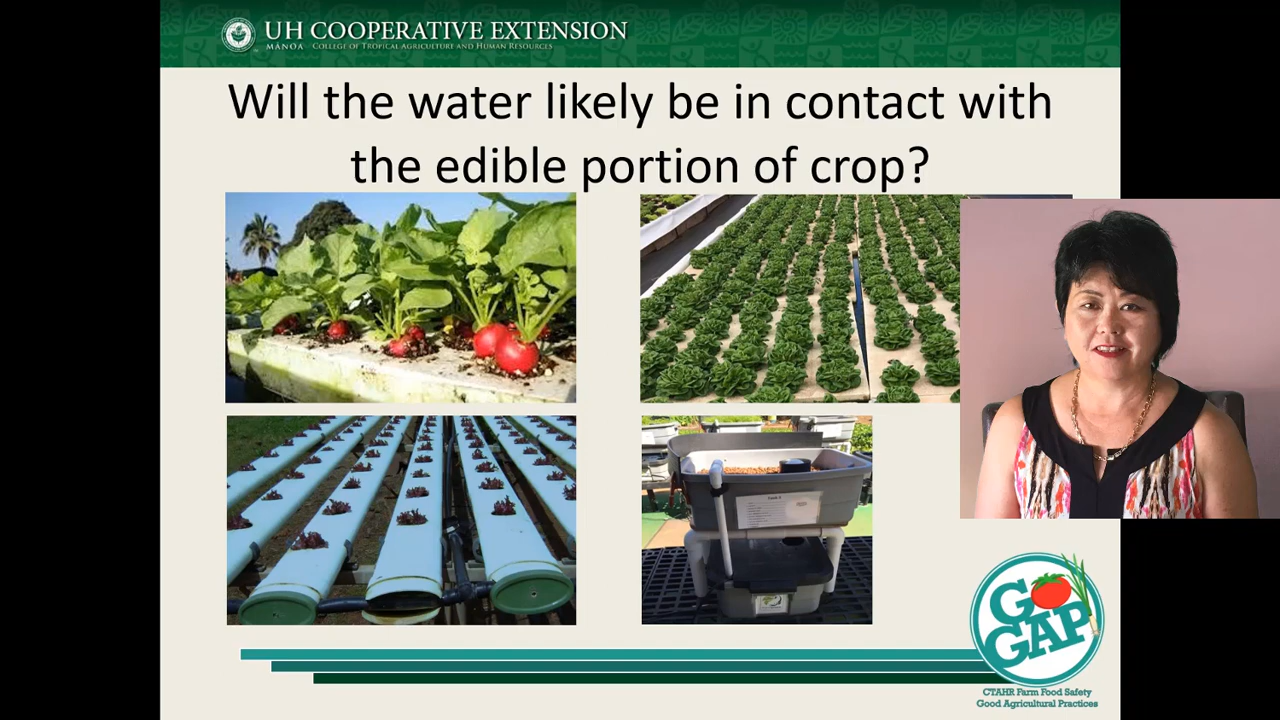 UH COOPERATIVE EXTENSION
MĀNOA COLLEGE OF TROPICAL AGRICULTURE AND HUMAN RESOURCES
Will the water likely be in contact with
the edible portion of crop?
GO
GAP
CTAHR Farm Food Safety
Good Agricultural Practices